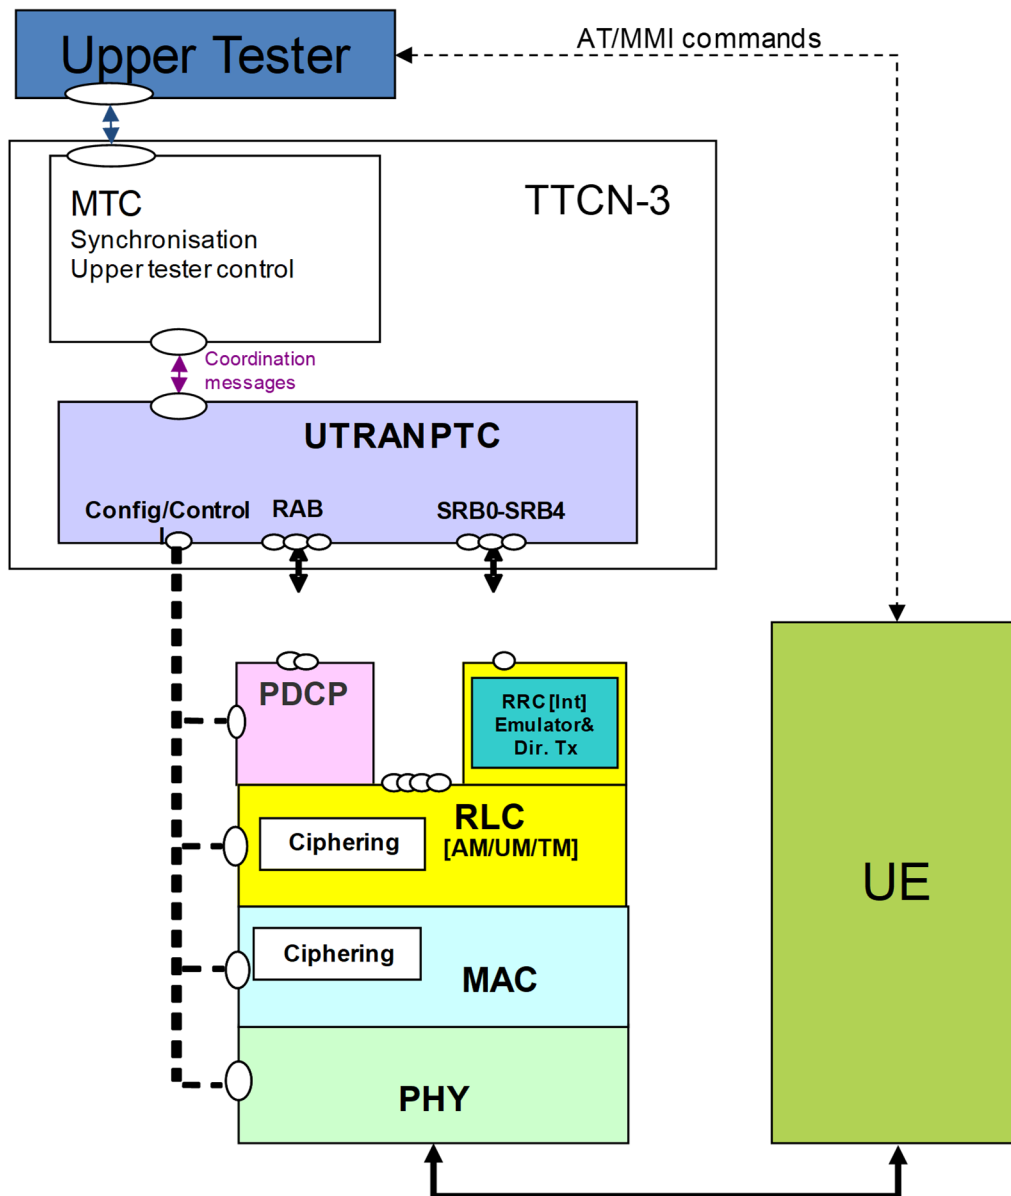 Upper Tester
AT/MMI commands
MTC
Synchronisation
Upper tester control
TTCN-3
Coordination
messages
UTRAN PTC
Config/Control
RAB
SRB0-SRB4
PDCP
RRC [Int]
Emulator&
Dir. Tx
RLC
[AM/UM/TM]
Ciphering
Ciphering
MAC
PHY
UE